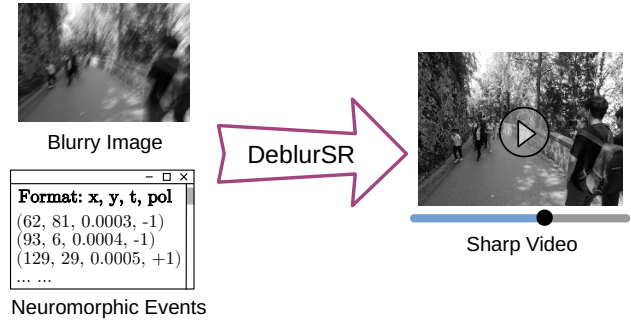 Blurry Image
Format: x, y, t, pol
(62, 81, 0.0003, -1)
(93, 6, 0.0004, -1)
(129, 29, 0.0005, +1)
... ...
Neuromorphic Events
DeblurSR
Sharp Video